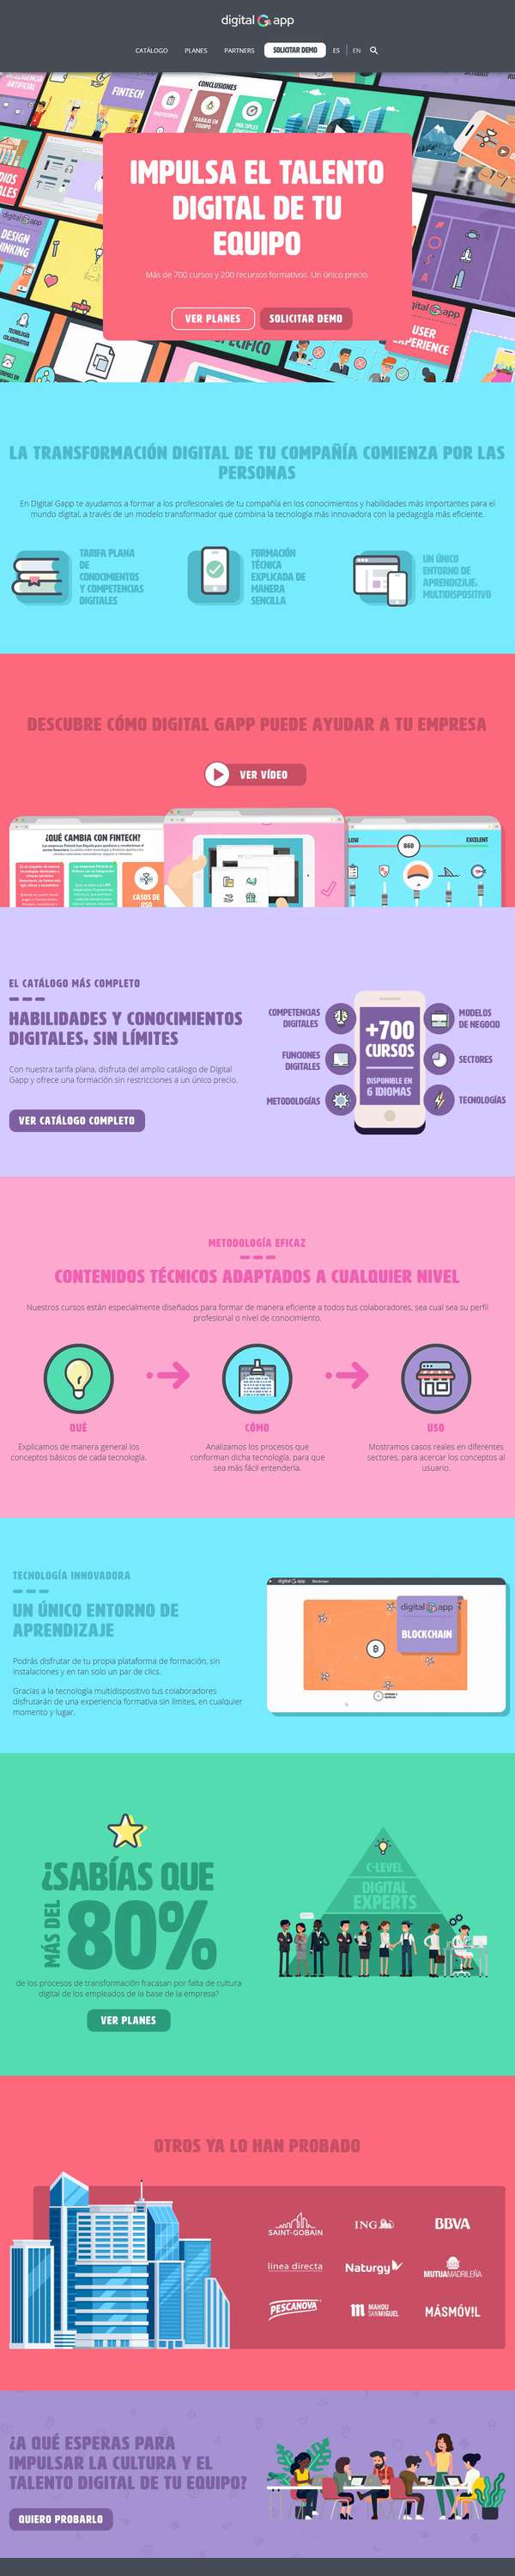 digital app
CATÁLOGO PLANES PARTNERS SOLICITAR DEMO ES EN
ARTIFICIAL
FINTECH
CONCLUSIONES
IMPULSA EL TALENTO
DIGITAL DE TU
EQUIPO
Más de 700 cursos y 200 recursos formativos. Un único precio.
VER PLANES SOLICITAR DEMO
digital app
DESIGN
digital app
USER
LA TRANSFORMACIÓN DIGITAL DE TU COMPAÑÍA COMIENZA POR LAS
PERSONAS
En Digital Gapp te ayudamos a formar a los profesionales de tu compañía en los conocimientos y habilidades más importantes para el
mundo digital, a través de un modelo transformador que combina la tecnología más innovadora con la pedagogía más eficiente.
TARIFA PLANA
DE
CONOCIMIENTOS
Y COMPETENCIAS
DIGITALES
FORMACIÓN
TÉCNICA
EXPLICADA DE
MANERA
SENCILLA
UN ÚNICO
ENTORNO DE
APRENDIZAJE.
MULTIDISPOSITIVO
DESCUBRE CÓMO DIGITAL GAPP PUEDE AYUDAR A TU EMPRESA
VER VÍDEO
¿QUÉ CAMBIA CON FINTECH?
CASOS DE
USO
LOW
860
EXCELENT
EL CATÁLOGO MÁS COMPLETO
HABILIDADES Y CONOCIMIENTOS
DIGITALES, SIN LÍMITES
Con nuestra tarifa plana, disfruta del amplio catálogo de Digital
Gapp y ofrece una formación sin restricciones a un único precio.
VER CATÁLOGO COMPLETO
COMPETENCIAS
DIGITALES
FUNCIONES
DIGITALES
METODOLOGÍAS
+700
CURSOS
DISPONIBLE EN
6 IDIOMAS
MODELOS
DE NEGOCIO
SECTORES
TECNOLOGÍAS
METODOLOGÍA EFICAZ
CONTENIDOS TÉCNICOS ADAPTADOS A CUALQUIER NIVEL
Nuestros cursos están especialmente diseñados para formar de manera eficiente a todos tus colaboradores, sea cual sea su perfil
profesional o nivel de conocimiento.
QUÉ
Explicamos de manera general los
conceptos básicos de cada tecnología.
CÓMO
Analizamos los procesos que
conforman dicha tecnología, para que
sea más fácil entenderla.
USO
Mostramos casos reales en diferentes
sectores, para acercar los conceptos al
usuario.
TECNOLOGÍA INNOVADORA
UN ÚNICO ENTORNO DE
APRENDIZAJE
Podrás disfrutar de tu propia plataforma de formación, sin
instalaciones y en tan solo un par de clics.
Gracias a la tecnología multidispositivo tus colaboradores
disfrutarán de una experiencia formativa sin límites, en cualquier
momento y lugar.
digital app
BLOCKCHAIN
¿SABÍAS QUE
MÁS DEL
80%
de los procesos de transformación fracasan por falta de cultura
digital de los empleados de la base de la empresa?
VER PLANES
C-LEVEL
DIGITAL
EXPERTS
OTROS YA LO HAN PROBADO
SAINT-GOBAIN
ING
BBVA
linea directa
Naturgy
MUTUAMADRILEÑA
PESCANOVA
MAHOU
SANMIGUEL
MÁSMÓV!L
¿A QUÉ ESPERAS PARA
IMPULSAR LA CULTURA Y EL
TALENTO DIGITAL DE TU EQUIPO?
QUIERO PROBARLO